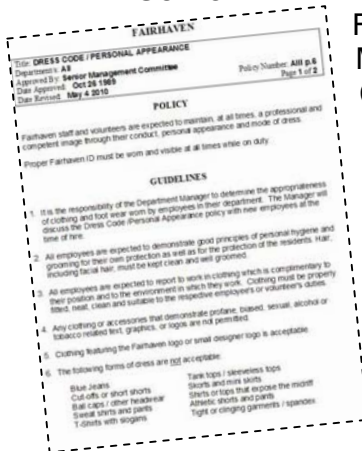 FAIRHAVEN
Title: DRESS CODE / PERSONAL APPEARANCE
Department: All
Approved By: Senior Management Committee
Date Approved: Oct 26 1989
Policy Number: AIII p.6
Date Revised: May 4 2010
Page 1 of 2
POLICY
Fairhaven staff and volunteers are expected to maintain, at all times, a professional and
competent image through their conduct, personal appearance and mode of dress.
Proper Fairhaven ID must be worn and visible at all times while on duty.
GUIDELINES
1. It is the responsibility of the Department Manager to determine the appropriateness
of clothing and foot wear worn by employees in their department. The Manager will
discuss the Dress Code /Personal Appearance policy with new employees at the
time of hire.
2. All employees are expected to demonstrate good principles of personal hygiene and
grooming for their own protection as well as for the protection of the residents. Hair,
including facial hair, must be kept clean and well groomed.
3. All employees are expected to report to work in clothing which is complimentary to
their position and to the environment in which they work. Clothing must be properly
fitted, neat, clean and suitable to the respective employee's or volunteer's duties.
4. Any clothing or accessories that demonstrate profane, biased, sexual, alcohol or
tobacco related text, graphics, or logos are not permitted.
5. Clothing featuring the Fairhaven logo or small designer logo is acceptable.
6. The following forms of dress are not acceptable:
Blue Jeans
Cut-offs or short shorts
Ball caps / other headwear
Sweat shirts and pants
T-Shirts with slogans
Tank tops / sleeveless tops
Skorts and mini skirts
Shirts or tops that expose the midriff
Athletic shorts and pants
Tight or clinging garments / spandex